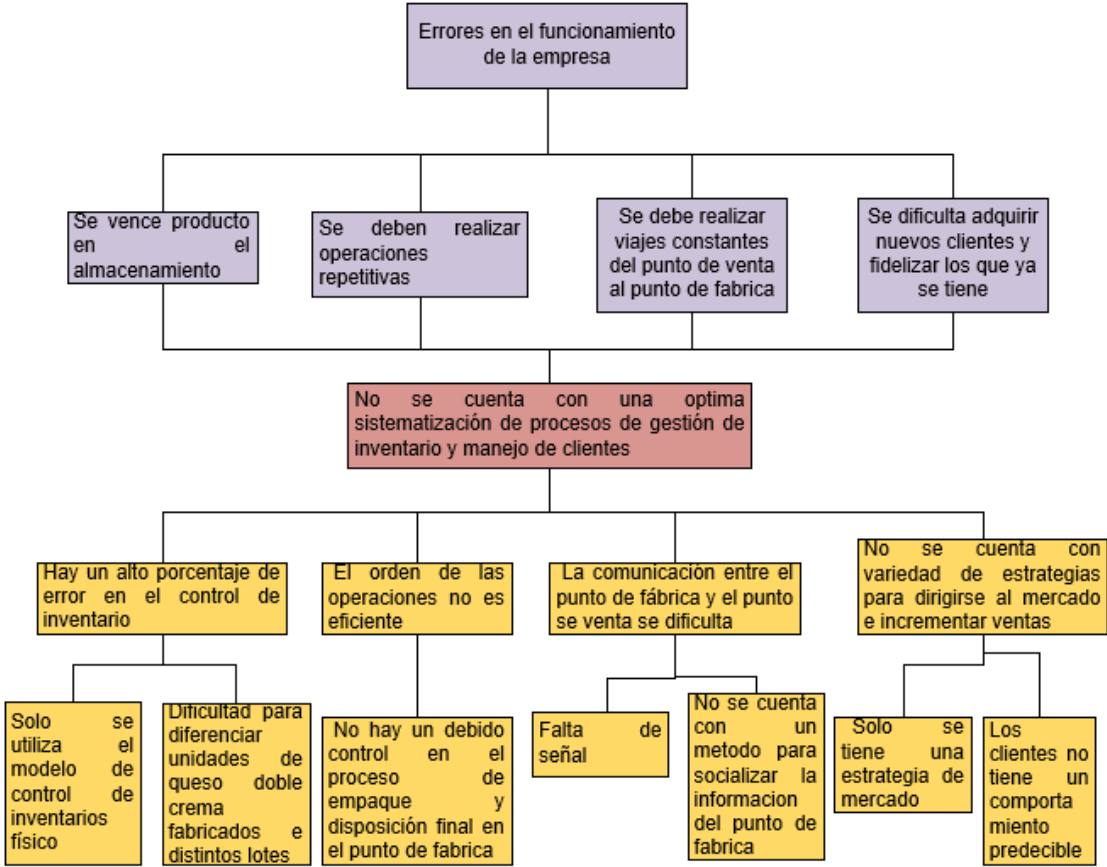 Errores en el funcionamiento
de la empresa
Se vence producto
en el
almacenamiento
Se deben realizar
operaciones
repetitivas
Se debe realizar
viajes constantes
del punto de venta
al punto de fabrica
Se dificulta adquirir
nuevos clientes y
fidelizar los que ya
se tiene
No se cuenta con una optima
sistematización de procesos de gestión de
inventario y manejo de clientes
Hay un alto porcentaje de
error en el control de
inventario
El orden de las
operaciones no es
eficiente
La comunicación entre el
punto de fábrica y el punto
se venta se dificulta
No se cuenta con
variedad de estrategias
para dirigirse al mercado
e incrementar ventas
Solo se
utiliza el
modelo de
control de
inventarios
físico
Dificultad para
diferenciar
unidades de
queso doble
crema
fabricados e
distintos lotes
No hay un debido
control en el
proceso de
empaque y
disposición final en
el punto de fabrica
Falta de
señal
No se cuenta
con un
metodo para
socializar la
informacion
del punto de
fabrica
Solo se
tiene una
estrategia de
mercado
Los
clientes no
tiene un
comporta
miento
predecible